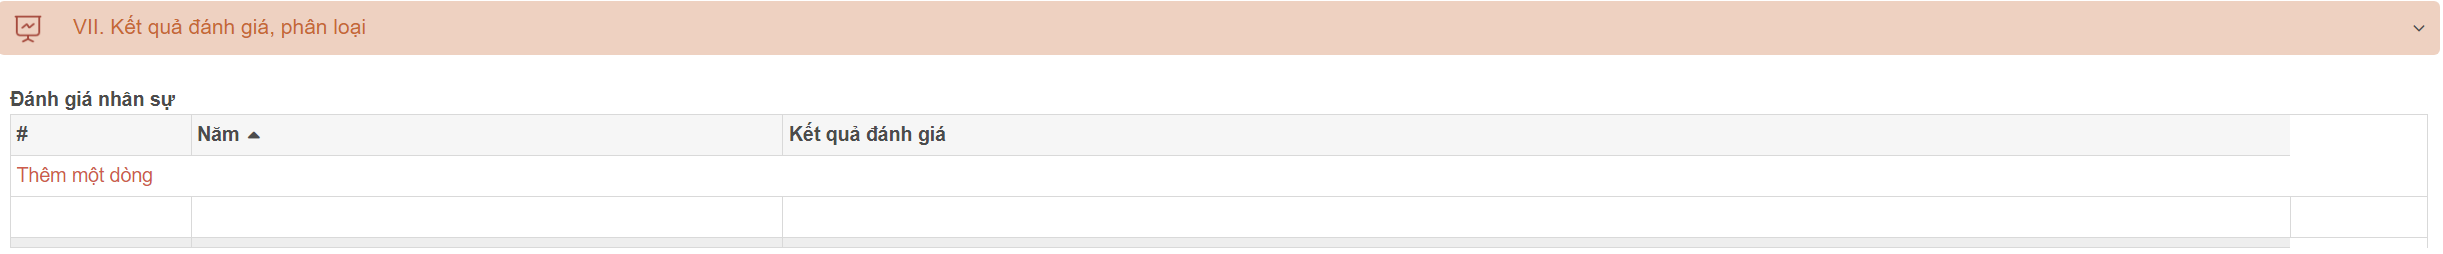 VII. Kết quả đánh giá, phân loại
Đánh giá nhân sự
# Năm Kết quả đánh giá
Thêm một dòng